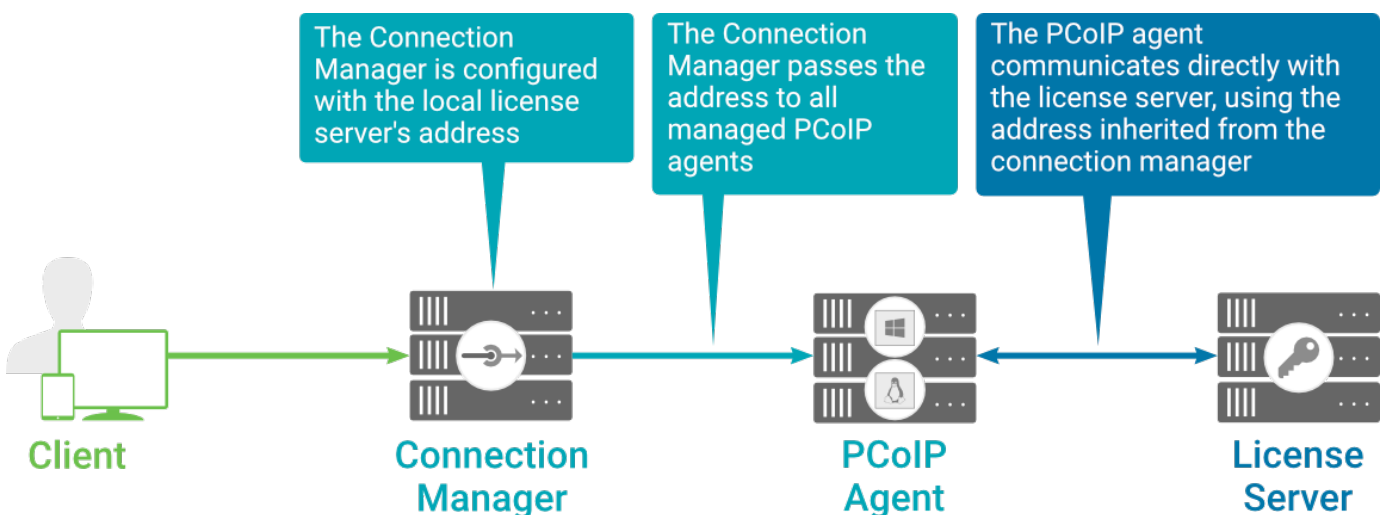 The Connection
Manager is configured
with the local license
server's address
The Connection
Manager passes the
address to all
managed PCoIP
agents
The PCoIP agent
communicates directly with
the license server, using the
address inherited from the
connection manager
Client
Connection
Manager
PCoIP
Agent
License
Server